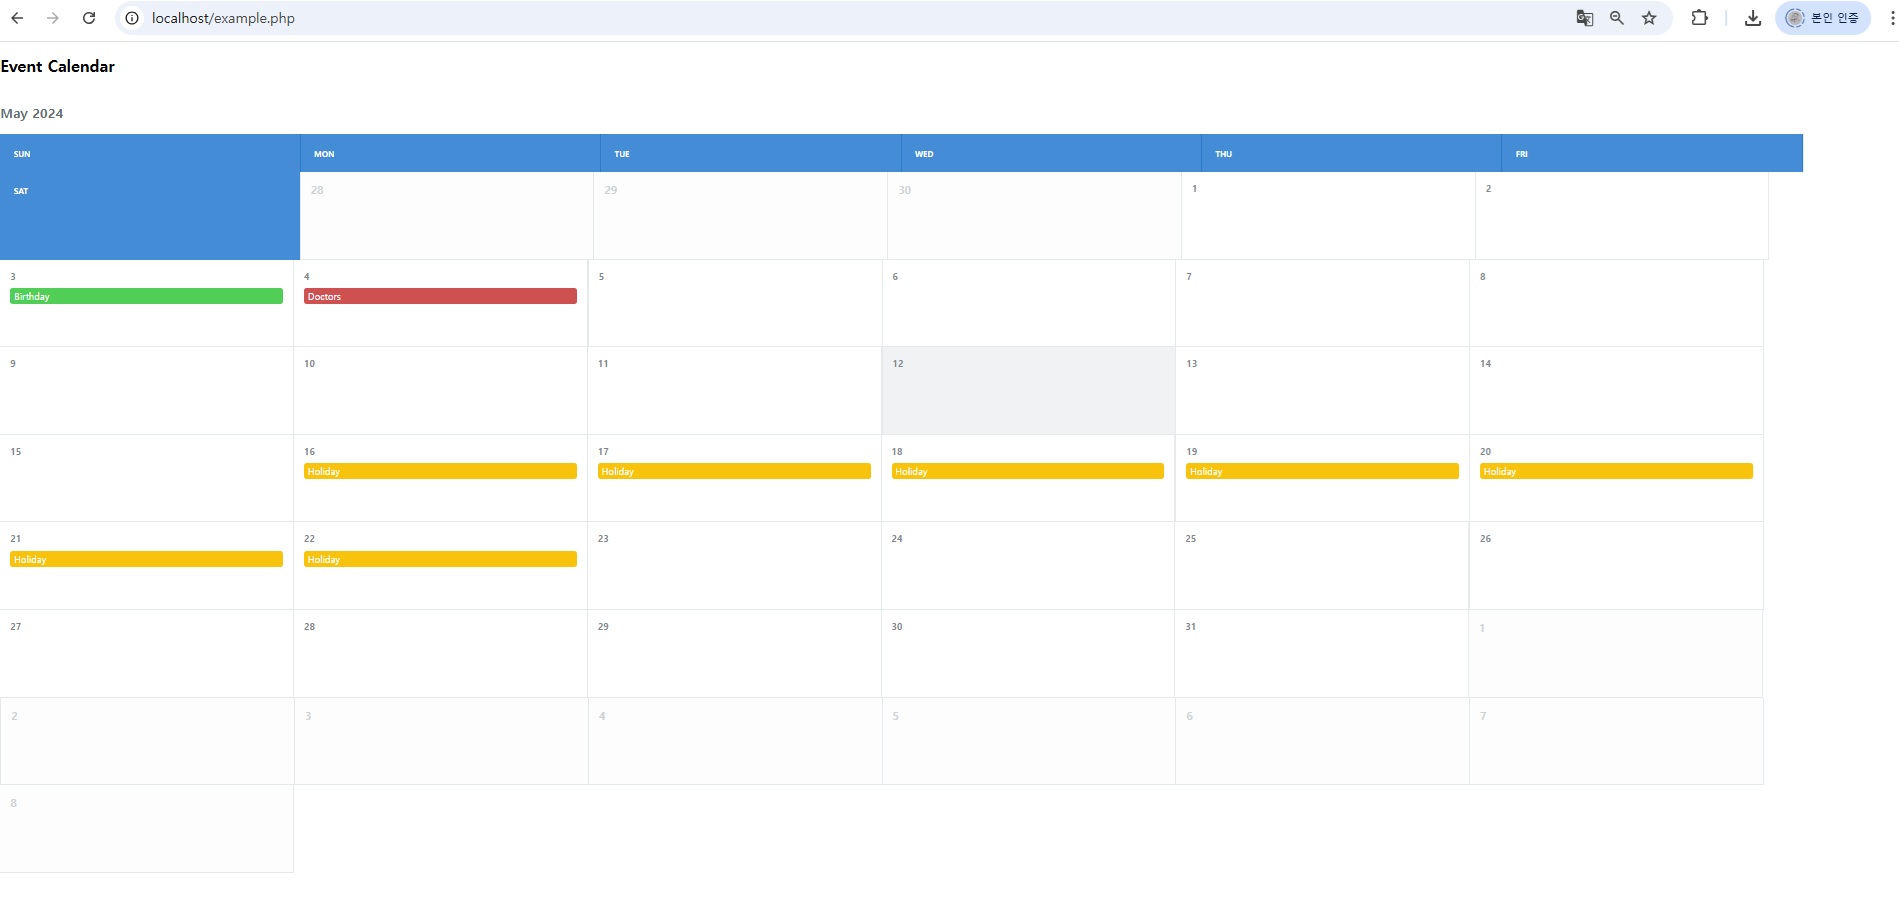 localhost/example.php
본인 인증
Event Calendar
May 2024
SUN MON TUE WED THU FRI
SAT 28 29 30 1 2
3 4 5 6 7 8
Birthday Doctors
9 10 11 12 13 14
15 16 17 18 19 20
Holiday Holiday Holiday Holiday Holiday
21 22 23 24 25 26
Holiday Holiday
27 28 29 30 31 1
2 3 4 5 6 7
8